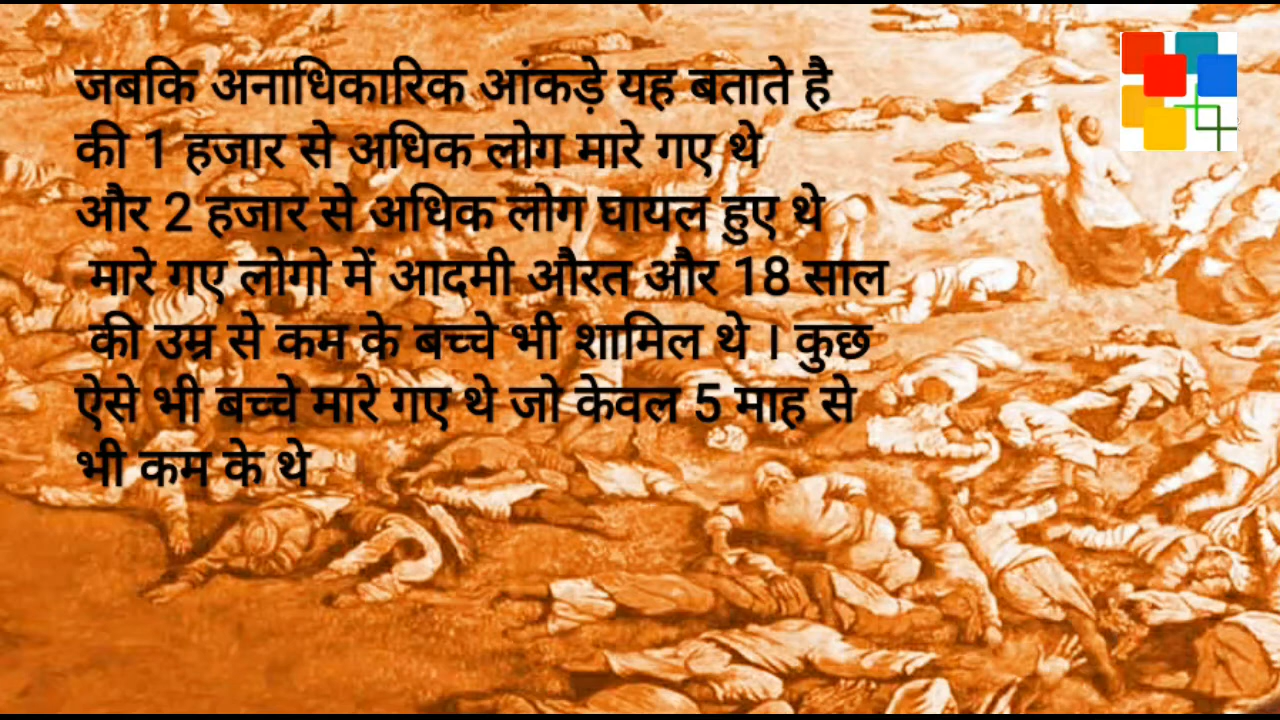 जबकि अनाधिकारिक आंकड़े यह बताते है
की 1 हजार से अधिक लोग मारे गए थे
और 2 हजार से अधिक लोग घायल हुए थे
मारे गए लोगो में आदमी औरत और 18 साल
की उम्र से कम के बच्चे भी शामिल थे । कुछ
ऐसे भी बच्चे मारे गए थे जो केवल 5 माह से
भी कम के थे